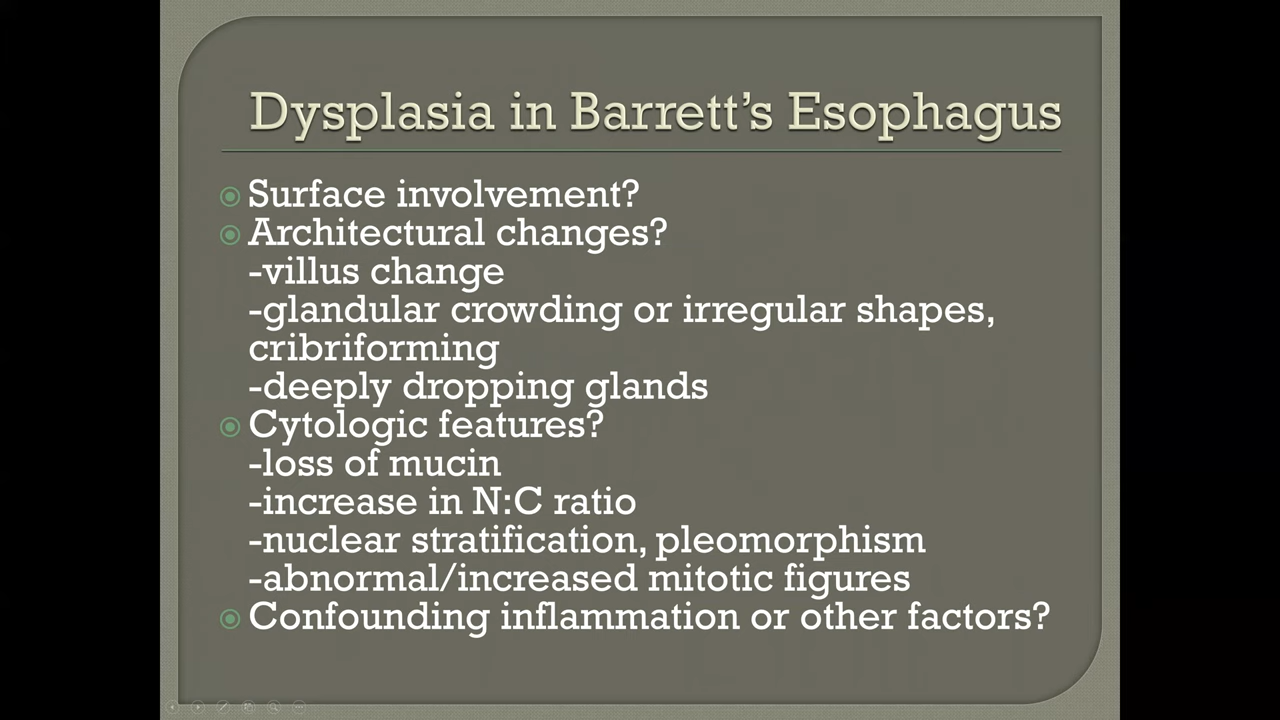 Dysplasia in Barrett’s Esophagus
Surface involvement?
Architectural changes?
-villus change
-glandular crowding or irregular shapes,
cribriforming
-deeply dropping glands
Cytologic features?
-loss of mucin
-increase in N:C ratio
-nuclear stratification, pleomorphism
-abnormal/increased mitotic figures
Confounding inflammation or other factors?